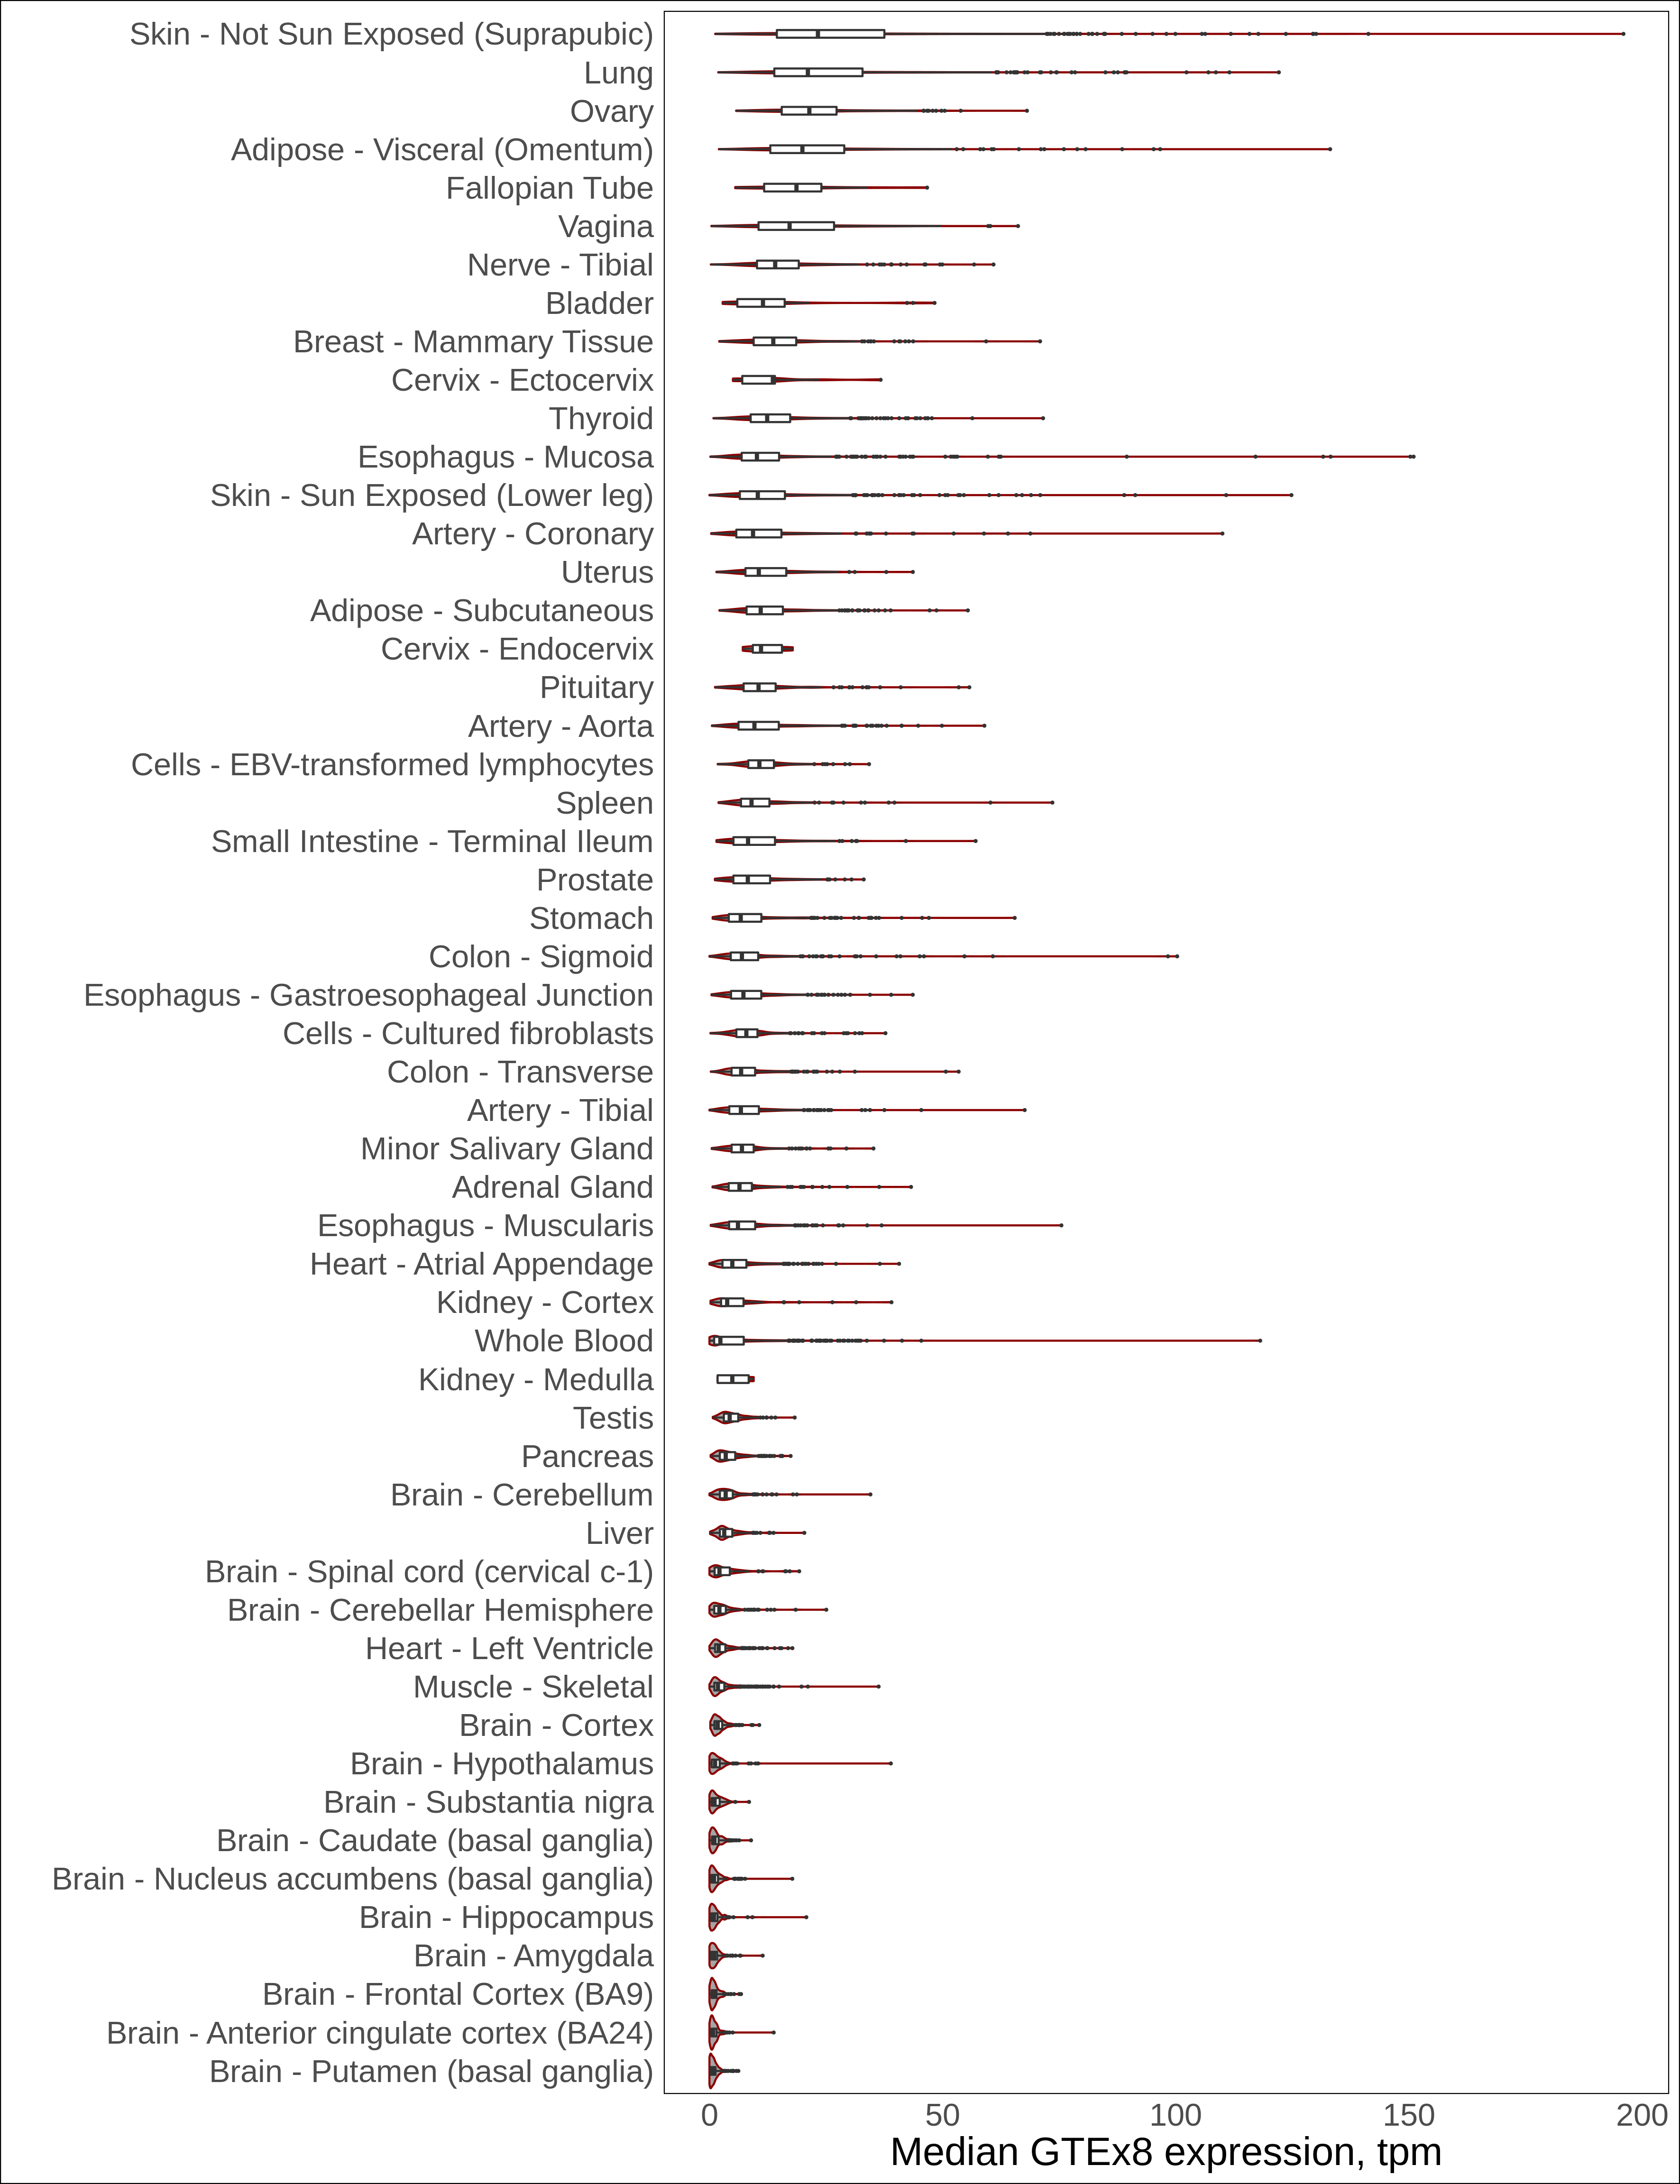 Skin - Not Sun Exposed (Suprapubic)
Lung
Ovary
Adipose - Visceral (Omentum)
Fallopian Tube
Vagina
Nerve - Tibial
Bladder
Breast - Mammary Tissue
Cervix - Ectocervix
Thyroid
Esophagus - Mucosa
Skin - Sun Exposed (Lower leg)
Artery - Coronary
Uterus
Adipose - Subcutaneous
Cervix - Endocervix
Pituitary
Artery - Aorta
Cells - EBV-transformed lymphocytes
Spleen
Small Intestine - Terminal Ileum
Prostate
Stomach
Colon - Sigmoid
Esophagus - Gastroesophageal Junction
Cells - Cultured fibroblasts
Colon - Transverse
Artery - Tibial
Minor Salivary Gland
Adrenal Gland
Esophagus - Muscularis
Heart - Atrial Appendage
Kidney - Cortex
Whole Blood
Kidney - Medulla
Testis
Pancreas
Brain - Cerebellum
Liver
Brain - Spinal cord (cervical c-1)
Brain - Cerebellar Hemisphere
Heart - Left Ventricle
Muscle - Skeletal
Brain - Cortex
Brain - Hypothalamus
Brain - Substantia nigra
Brain - Caudate (basal ganglia)
Brain - Nucleus accumbens (basal ganglia)
Brain - Hippocampus
Brain - Amygdala
Brain - Frontal Cortex (BA9)
Brain - Anterior cingulate cortex (BA24)
Brain - Putamen (basal ganglia)
0 50 100 150 200
Median GTEx8 expression, tpm